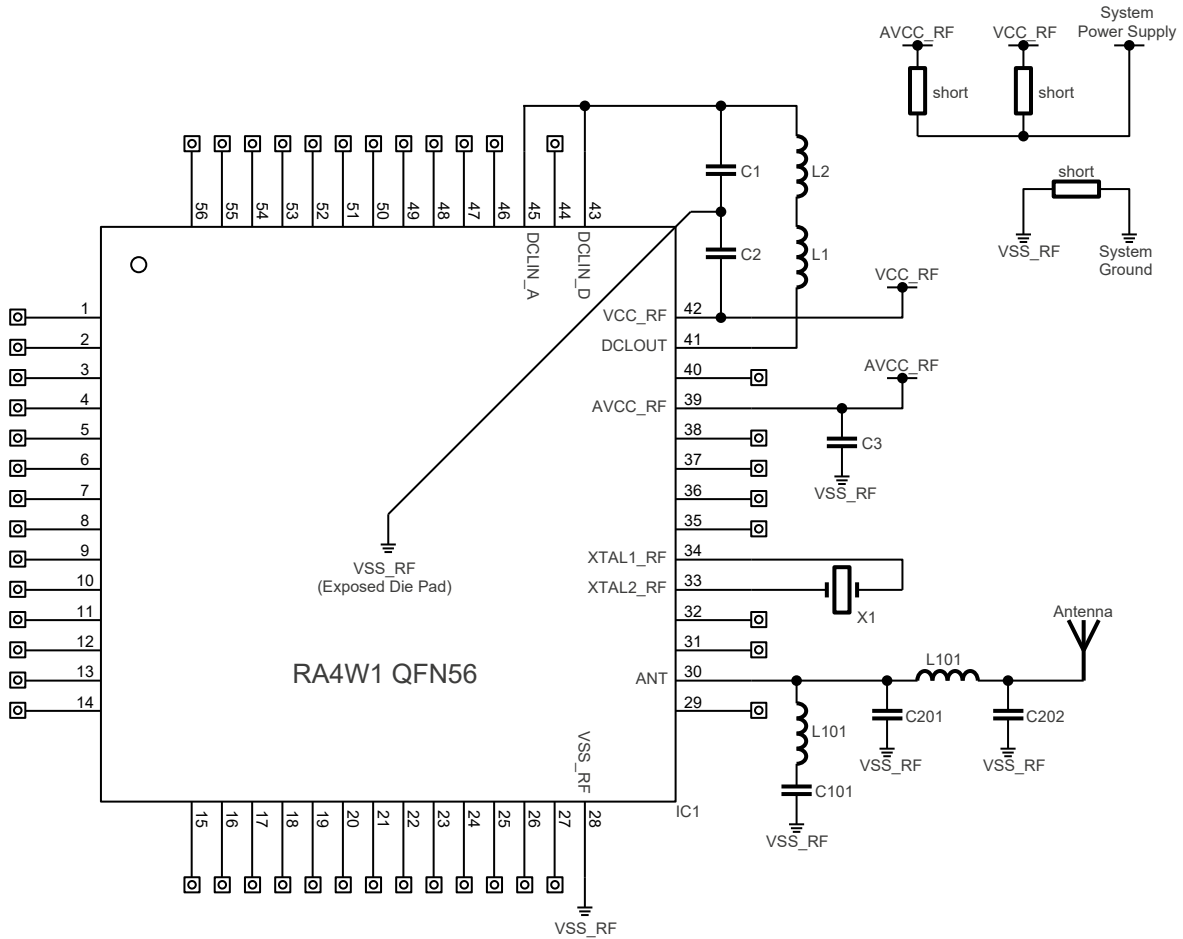 System
Power Supply
AVCC_RF
VCC_RF
short
short
short
VSS_RF
System
Ground
56
55
54
53
52
51
50
49
48
47
46
45
44
43
DCLIN_A
DCLIN_D
C1
L2
C2
L1
VCC_RF
1
2
3
4
5
6
7
8
9
10
11
12
13
14
VCC_RF
42
DCLOUT
41
40
AVCC_RF
AVCC_RF
39
38
C3
37
VSS_RF
36
35
XTAL1_RF
34
XTAL2_RF
33
X1
32
31
ANT
30
29
VSS_RF
(Exposed Die Pad)
RA4W1 QFN56
Antenna
L101
L101
C201
C202
VSS_RF
VSS_RF
C101
VSS_RF
VSS_RF
IC1
15
16
17
18
19
20
21
22
23
24
25
26
27
28
VSS_RF